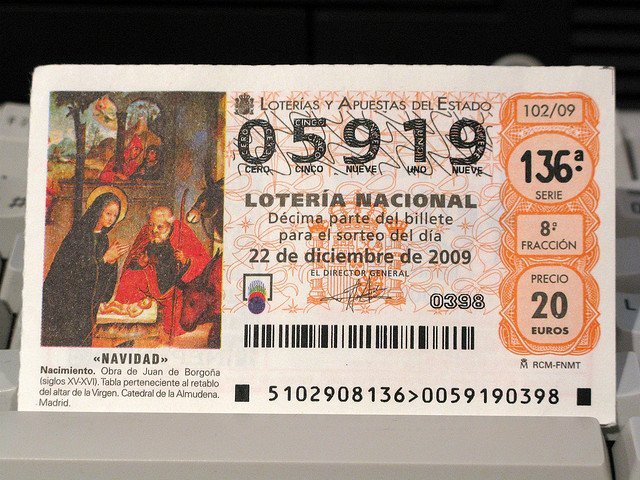 LOTERÍAS Y APUESTAS DEL ESTADO
05919
CERO CINCO NUEVE UNO NUEVE
LOTERÍA NACIONAL
Décima parte del billete
para el sorteo del día
22 de diciembre de 2009
EL DIRECTOR GENERAL
0398
102/09
136ª
SERIE
8ª
FRACCIÓN
PRECIO
20
EUROS
RCM-FNMT
5102908136>0059190398
«NAVIDAD»
Nacimiento. Obra de Juan de Borgoña
(siglos XV-XVI). Tabla perteneciente al retablo
del altar de la Virgen. Catedral de la Almudena.
Madrid.